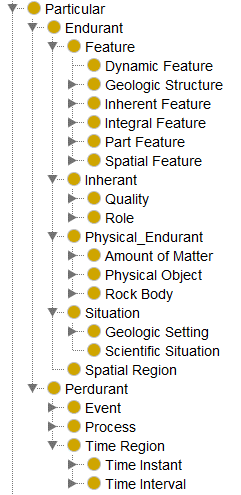 Particular
Endurant
Feature
Dynamic Feature
Geologic Structure
Inherent Feature
Integral Feature
Part Feature
Spatial Feature
Inherant
Quality
Role
Physical_Endurant
Amount of Matter
Physical Object
Rock Body
Situation
Geologic Setting
Scientific Situation
Spatial Region
Perdurant
Event
Process
Time Region
Time Instant
Time Interval